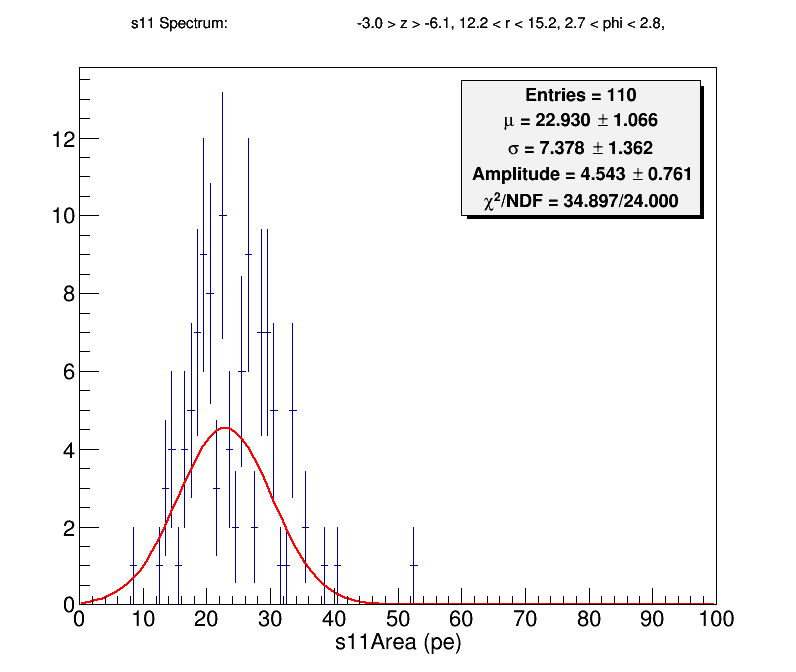 s11 Spectrum: -3.0 > z > -6.1, 12.2 < r < 15.2, 2.7 < phi < 2.8,
Entries = 110
μ = 22.930 ± 1.066
σ = 7.378 ± 1.362
Amplitude = 4.543 ± 0.761
χ²/NDF = 34.897/24.000
12
10
8
6
4
2
0
0 10 20 30 40 50 60 70 80 90 100
s11Area (pe)